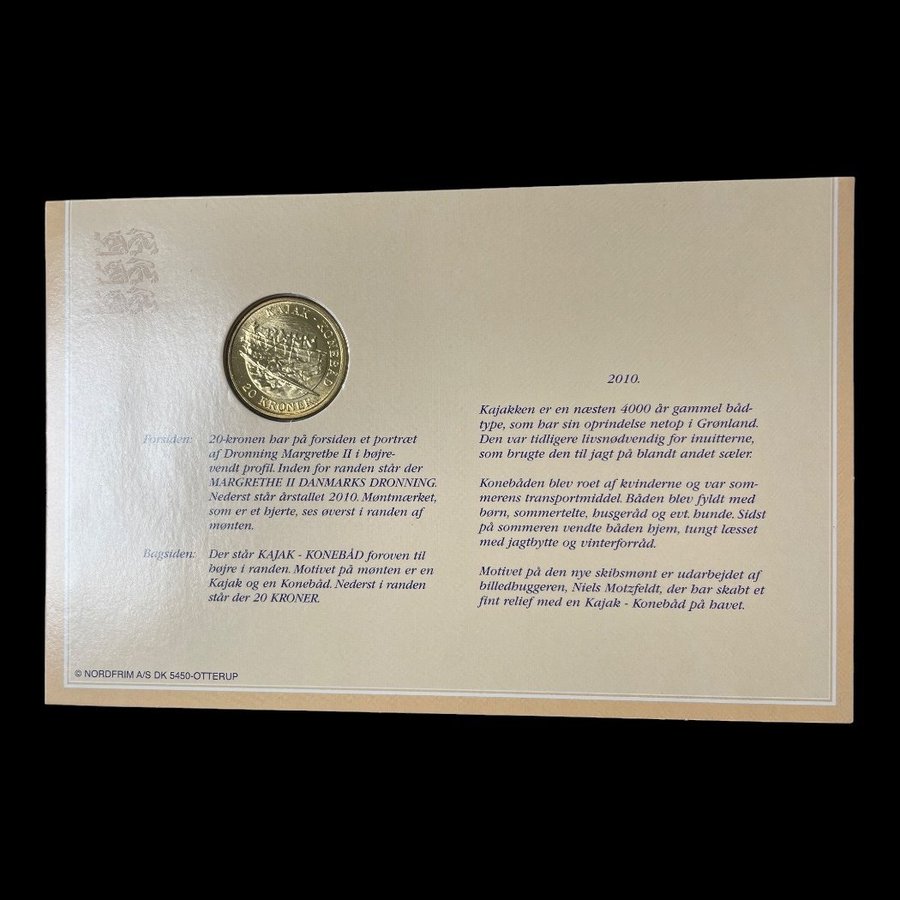 KAJAK - KONEBÅD
20 KRONER
Forsiden: 20-kronen har på forsiden et portræt
af Dronning Margrethe II i højre-
vendt profil. Inden for randen står der
MARGRETHE II DANMARKS DRONNING.
Nederst står årstallet 2010. Møntmærket,
som er et hjerte, ses øverst i randen af
mønten.
Bagsiden: Der står KAJAK - KONEBÅD foroven til
højre i randen. Motivet på mønten er en
Kajak og en Konebåd. Nederst i randen
står der 20 KRONER.
© NORDFRIM A/S DK 5450-OTTERUP
2010.
Kajakken er en næsten 4000 år gammel båd-
type, som har sin oprindelse netop i Grønland.
Den var tidligere livsnødvendig for inuitterne,
som brugte den til jagt på blandt andet sæler.
Konebåden blev roet af kvinderne og var som-
merens transportmiddel. Båden blev fyldt med
børn, sommertelte, husgeråd og evt. hunde. Sidst
på sommeren vendte båden hjem, tungt læsset
med jagtbytte og vinterforråd.
Motivet på den nye skibsmønt er udarbejdet af
billedhuggeren, Niels Motzfeldt, der har skabt et
fint relief med en Kajak - Konebåd på havet.